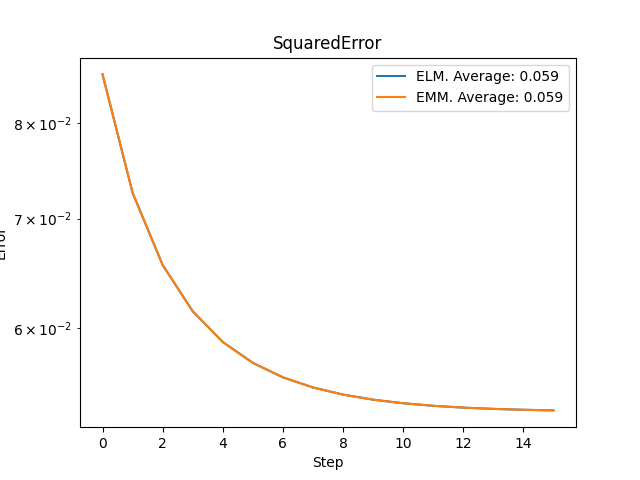 SquaredError
ELM. Average: 0.059
EMM. Average: 0.059
8 × 10⁻²
7 × 10⁻²
6 × 10⁻²
Error
0 2 4 6 8 10 12 14
Step